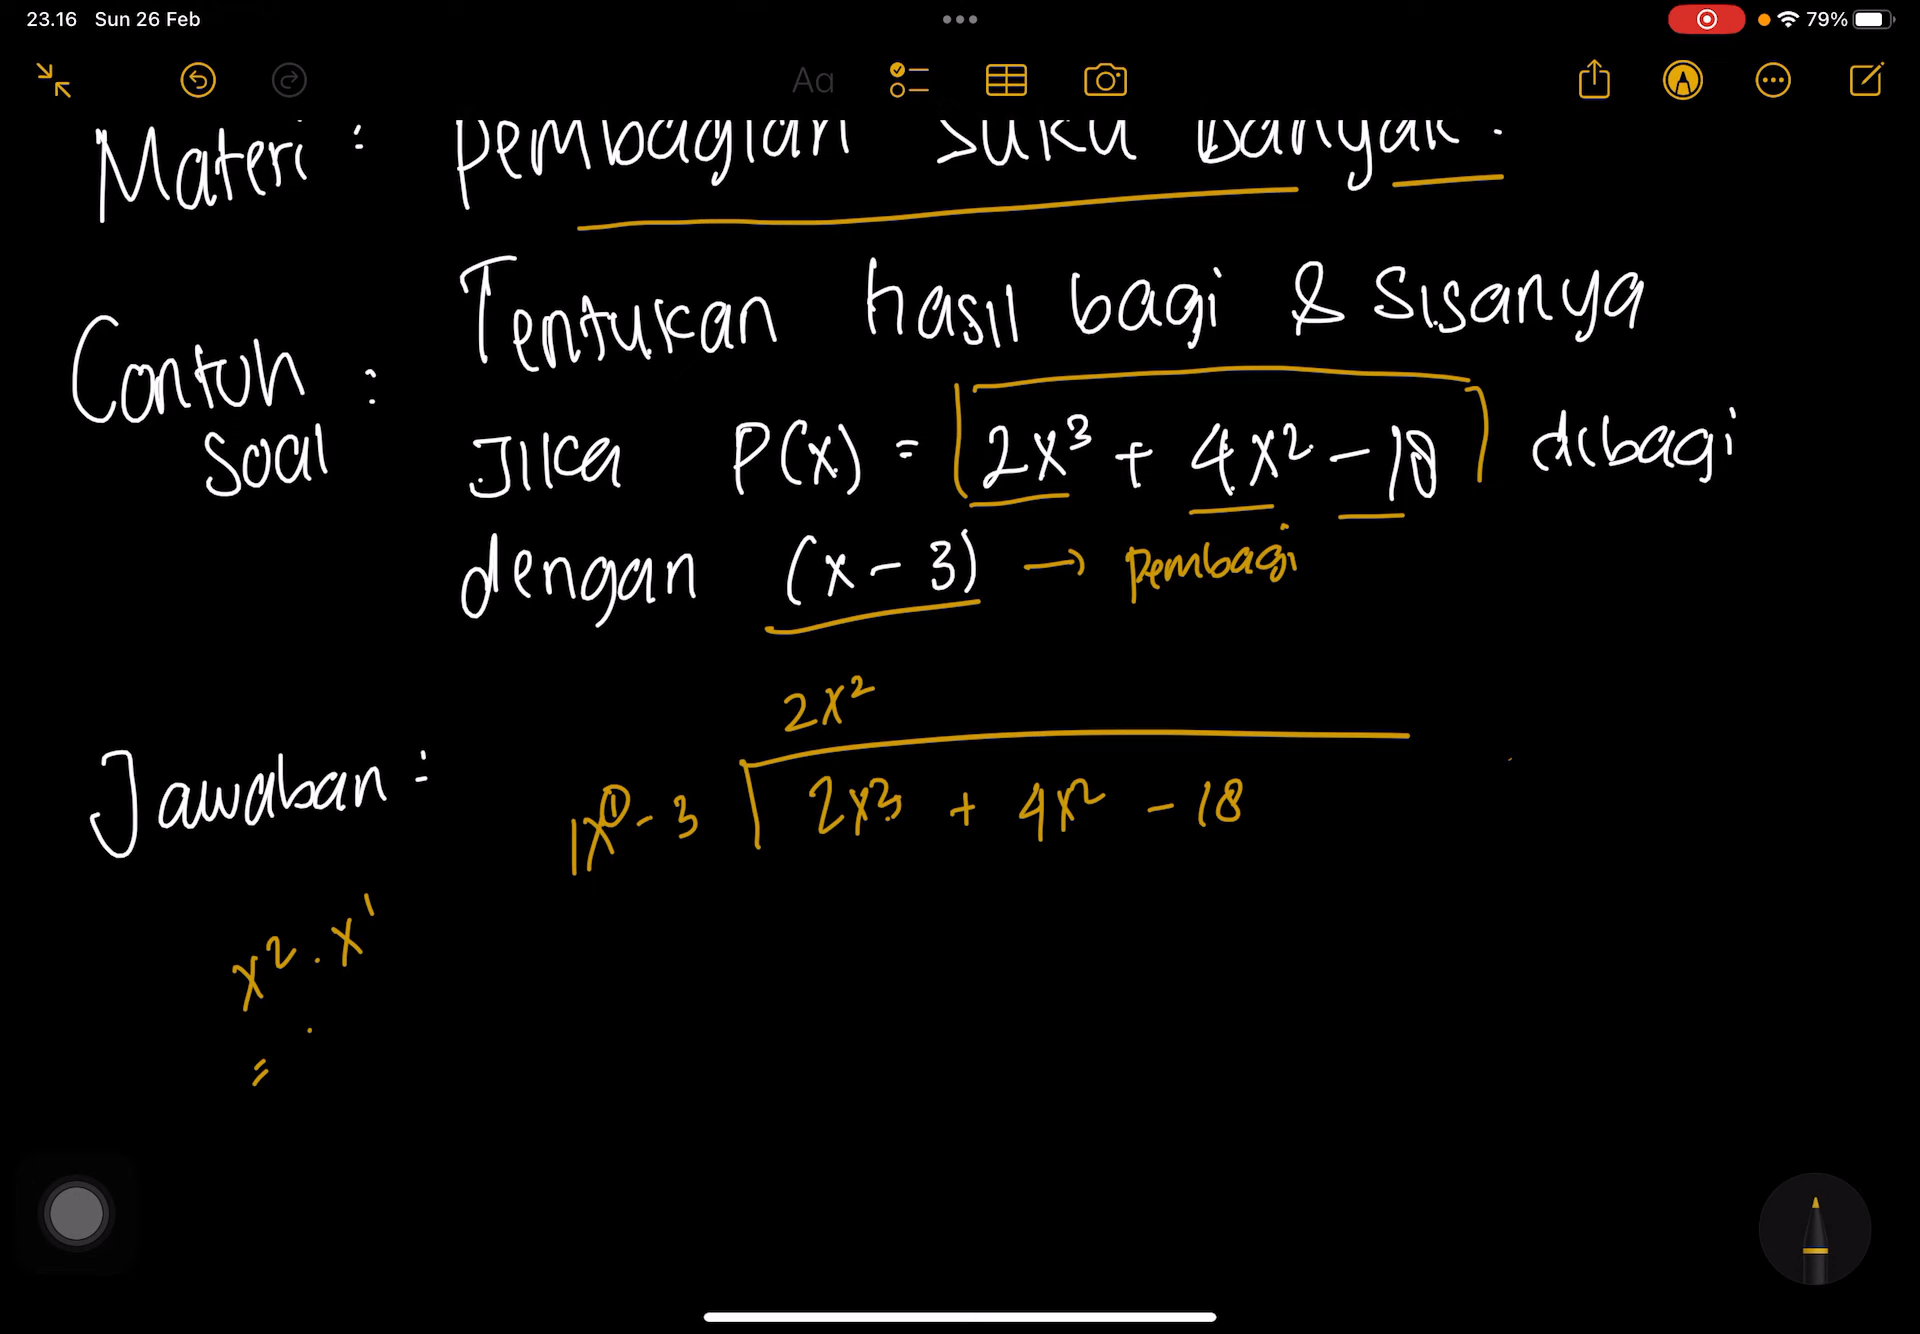 23.16 Sun 26 Feb
79%
Aa
Materi : pembagian suku banyak.
Tentukan hasil bagi & sisanya
Contoh :
soal Jika P(x) = 2x³ + 4x² - 18 dibagi
dengan (x - 3) → pembagi
2x²
Jawaban :
1x¹ - 3 2x³ + 4x² - 18
x² . x¹
=